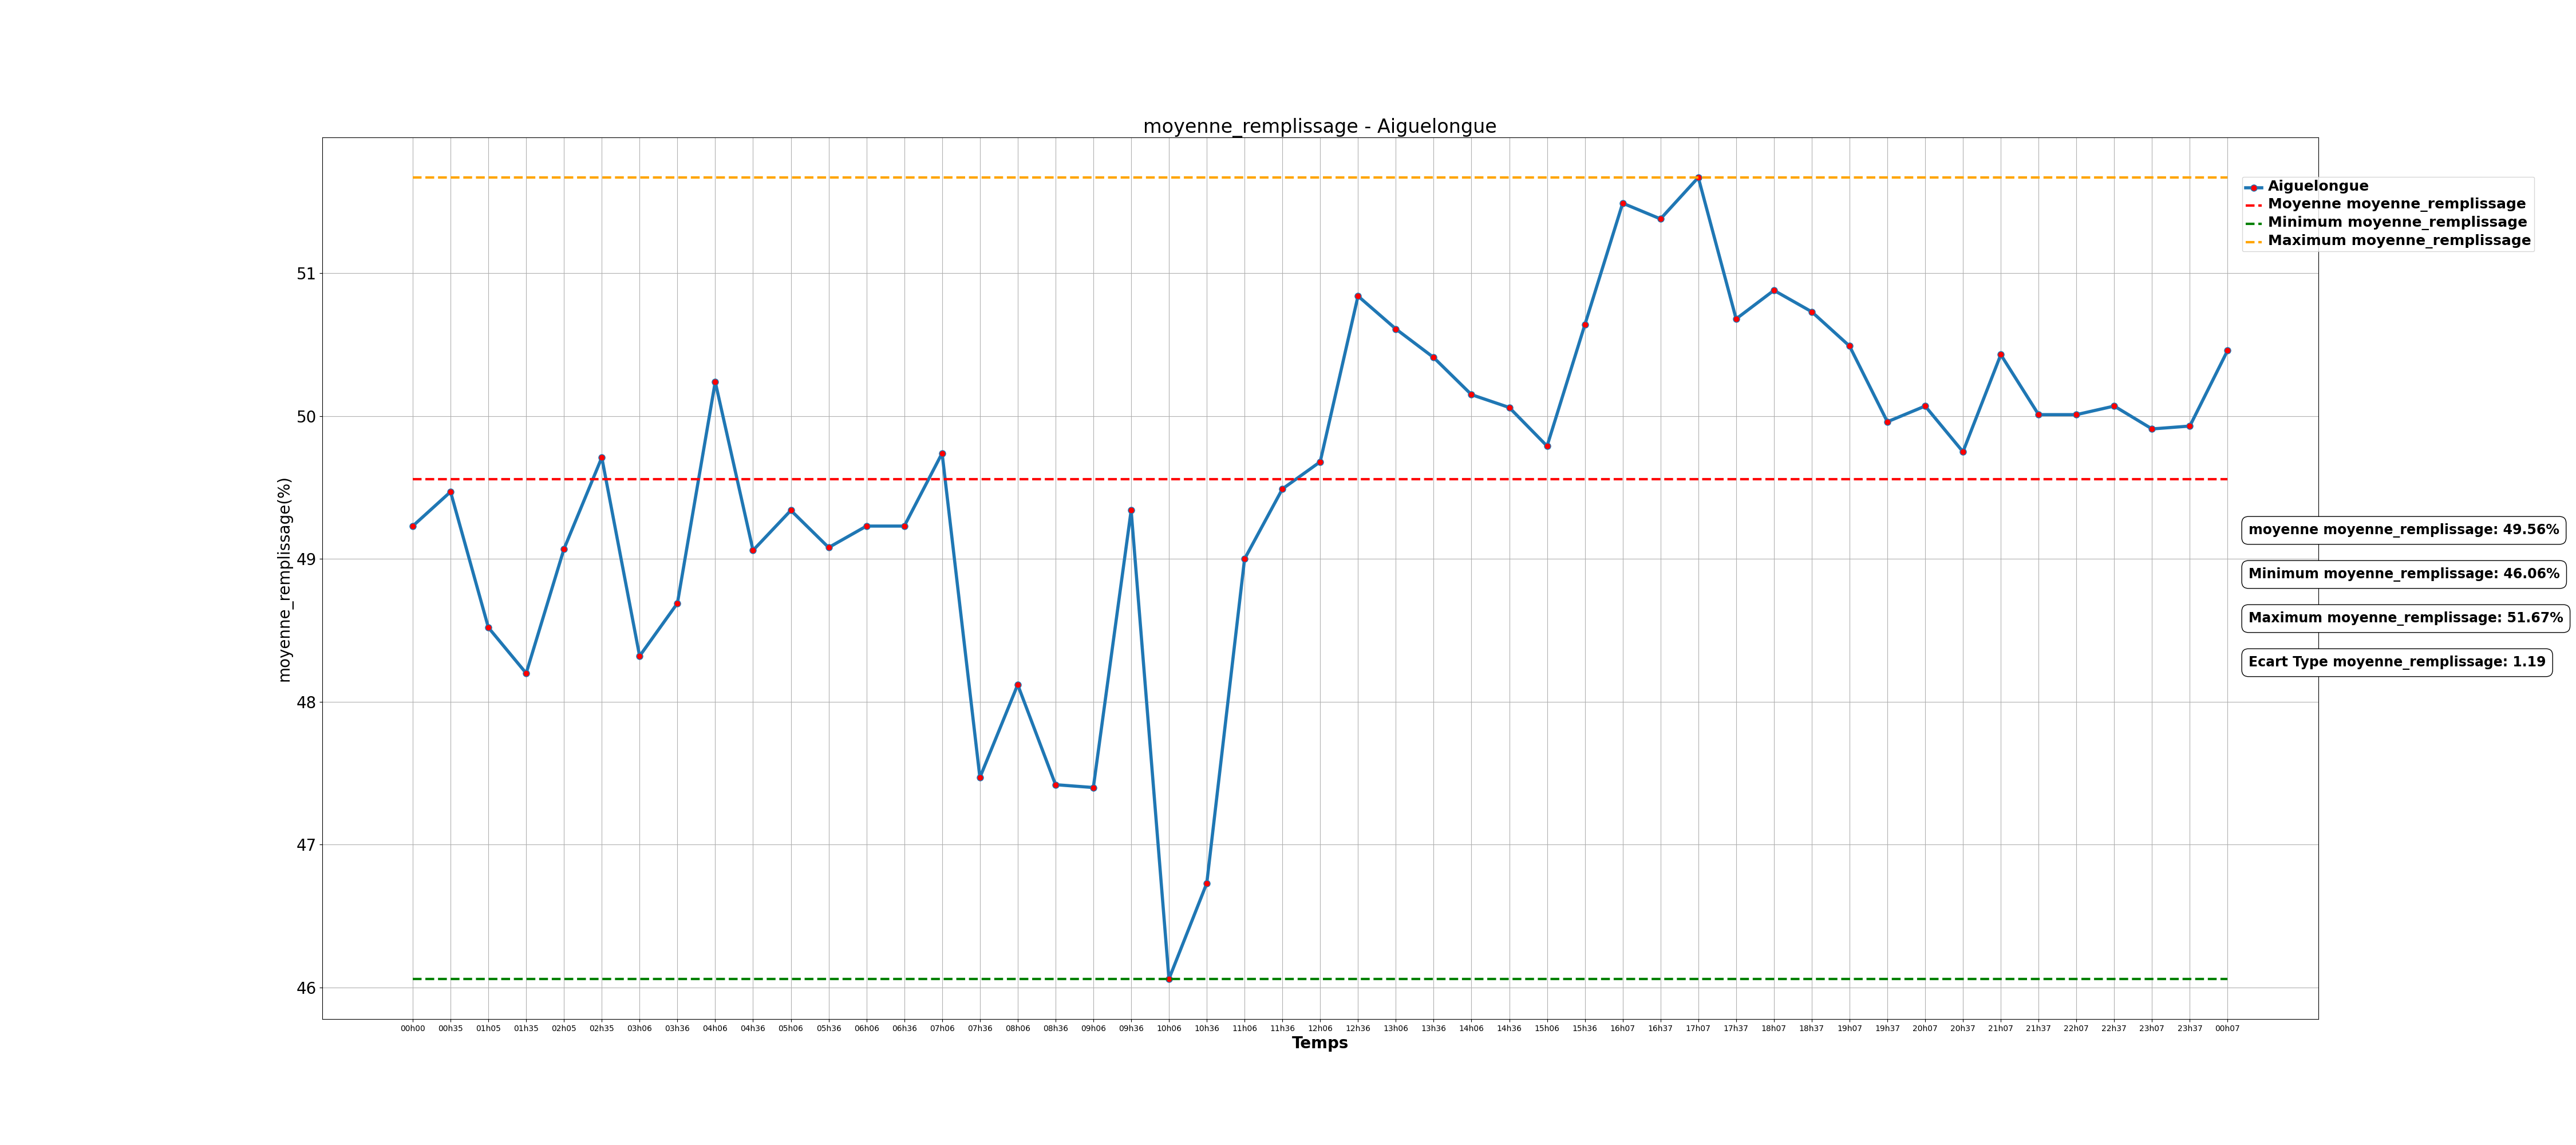 moyenne_remplissage - Aiguelongue
Aiguelongue
Moyenne moyenne_remplissage
Minimum moyenne_remplissage
Maximum moyenne_remplissage
51
50
49
48
47
46
moyenne_remplissage(%)
moyenne moyenne_remplissage: 49.56%
Minimum moyenne_remplissage: 46.06%
Maximum moyenne_remplissage: 51.67%
Ecart Type moyenne_remplissage: 1.19
00h00 00h35 01h05 01h35 02h05 02h35 03h06 03h36 04h06 04h36 05h06 05h36 06h06 06h36 07h06 07h36 08h06 08h36 09h06 09h36 10h06 10h36 11h06 11h36 12h06 12h36 13h06 13h36 14h06 14h36 15h06 15h36 16h07 16h37 17h07 17h37 18h07 18h37 19h07 19h37 20h07 20h37 21h07 21h37 22h07 22h37 23h07 23h37 00h07
Temps